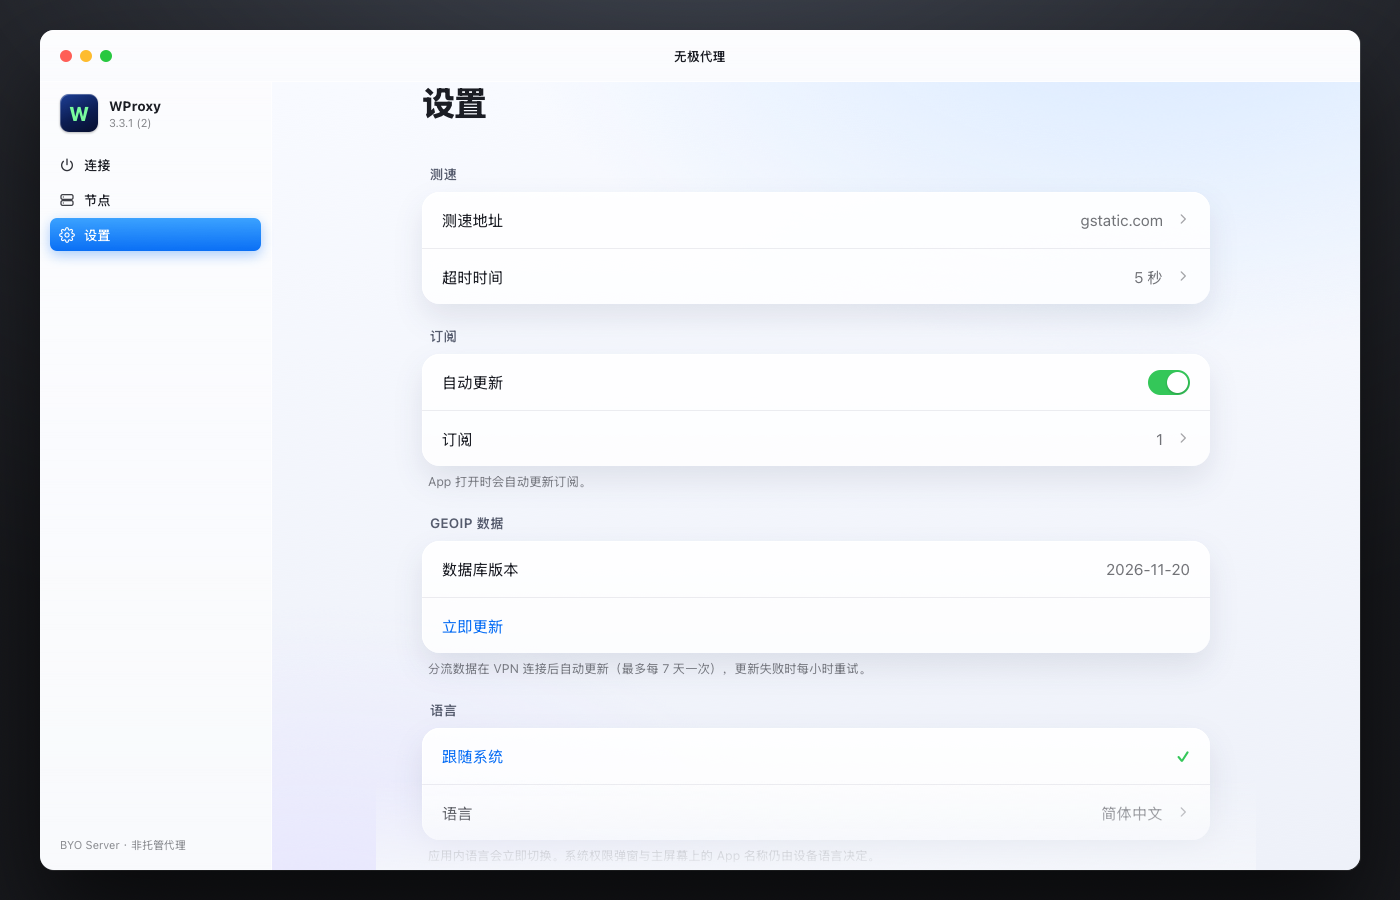 无极代理
W
WProxy
3.3.1 (2)
连接
节点
设置
BYO Server · 非托管代理
设置
测速
测速地址 gstatic.com
超时时间 5 秒
订阅
自动更新
订阅 1
App 打开时会自动更新订阅。
GEOIP 数据
数据库版本 2026-11-20
立即更新
分流数据在 VPN 连接后自动更新（最多每 7 天一次），更新失败时每小时重试。
语言
跟随系统
语言 简体中文
应用内语言会立即切换。系统权限弹窗与主屏幕上的 App 名称仍由设备语言决定。